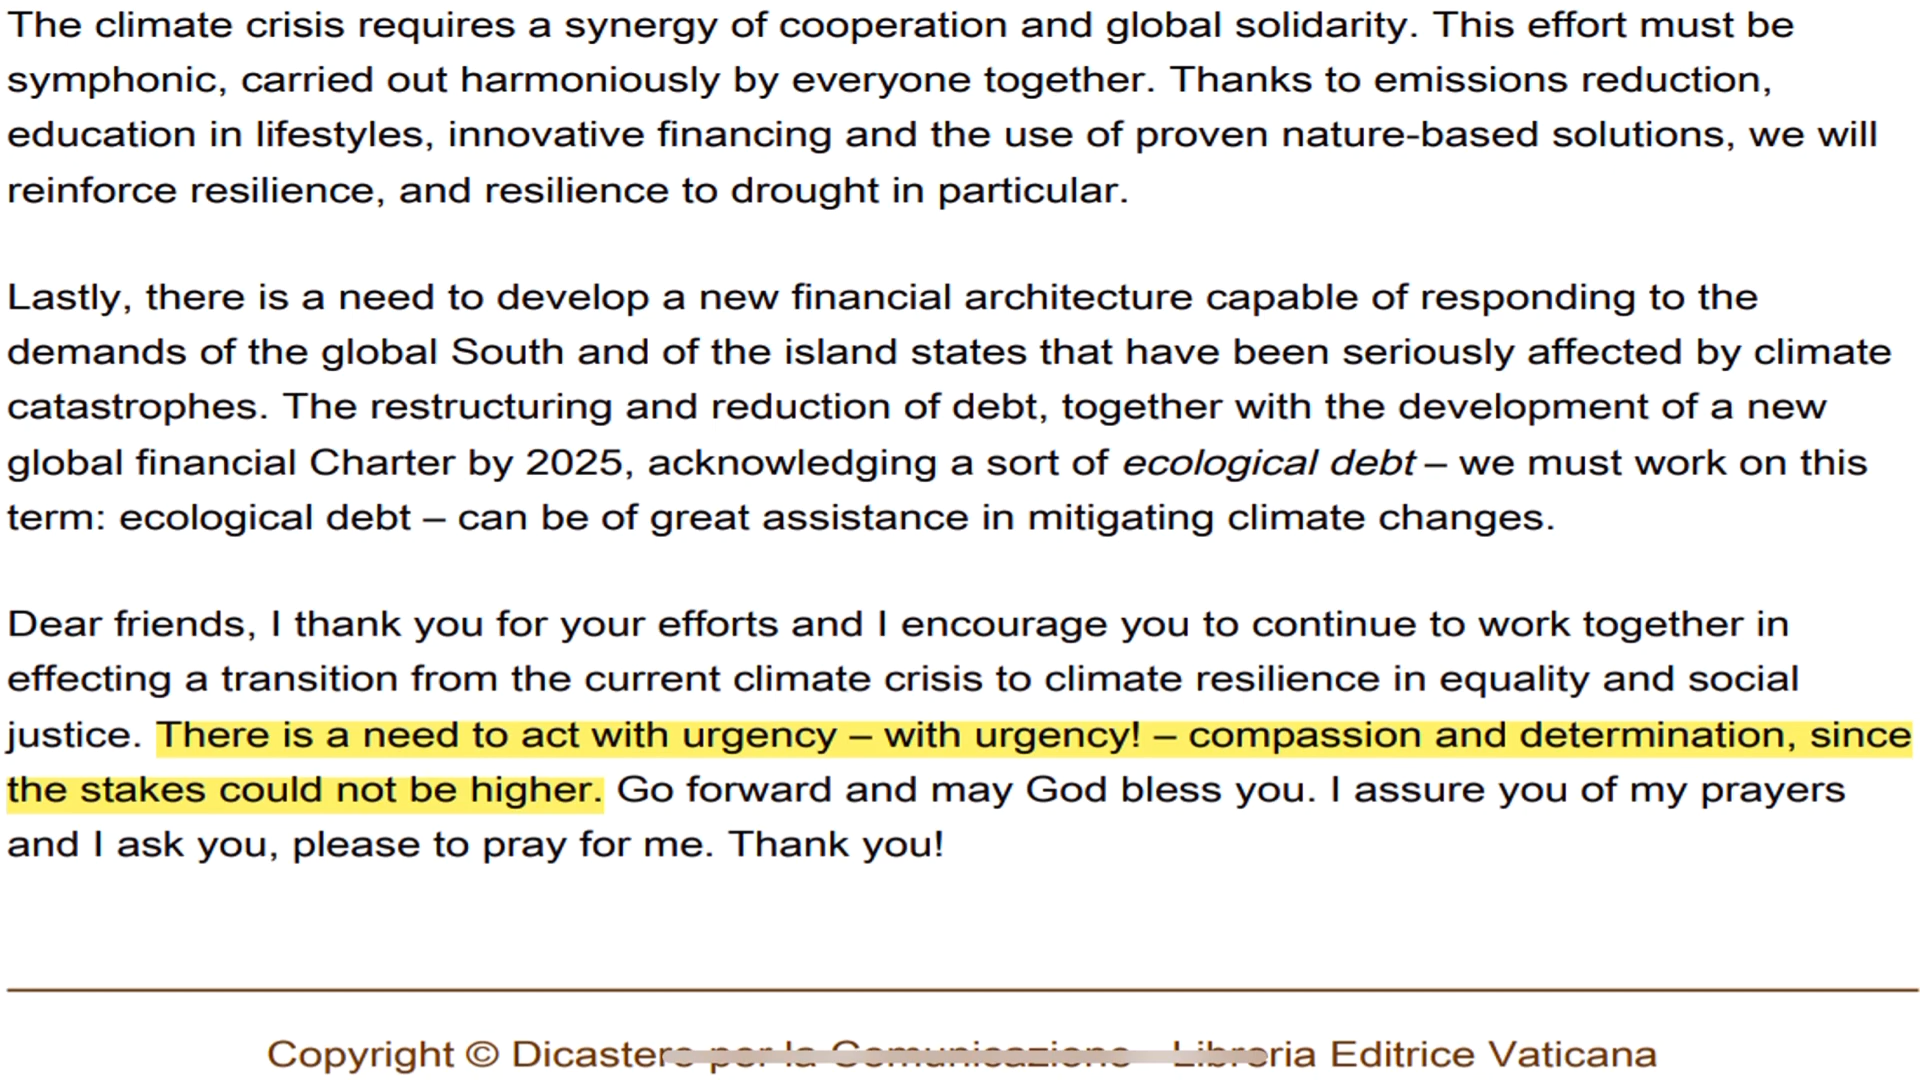 The climate crisis requires a synergy of cooperation and global solidarity. This effort must be
symphonic, carried out harmoniously by everyone together. Thanks to emissions reduction,
education in lifestyles, innovative financing and the use of proven nature-based solutions, we will
reinforce resilience, and resilience to drought in particular.
Lastly, there is a need to develop a new financial architecture capable of responding to the
demands of the global South and of the island states that have been seriously affected by climate
catastrophes. The restructuring and reduction of debt, together with the development of a new
global financial Charter by 2025, acknowledging a sort of ecological debt – we must work on this
term: ecological debt – can be of great assistance in mitigating climate changes.
Dear friends, I thank you for your efforts and I encourage you to continue to work together in
effecting a transition from the current climate crisis to climate resilience in equality and social
justice. There is a need to act with urgency – with urgency! – compassion and determination, since
the stakes could not be higher. Go forward and may God bless you. I assure you of my prayers
and I ask you, please to pray for me. Thank you!
Copyright © Dicastero per la Comunicazione - Libreria Editrice Vaticana